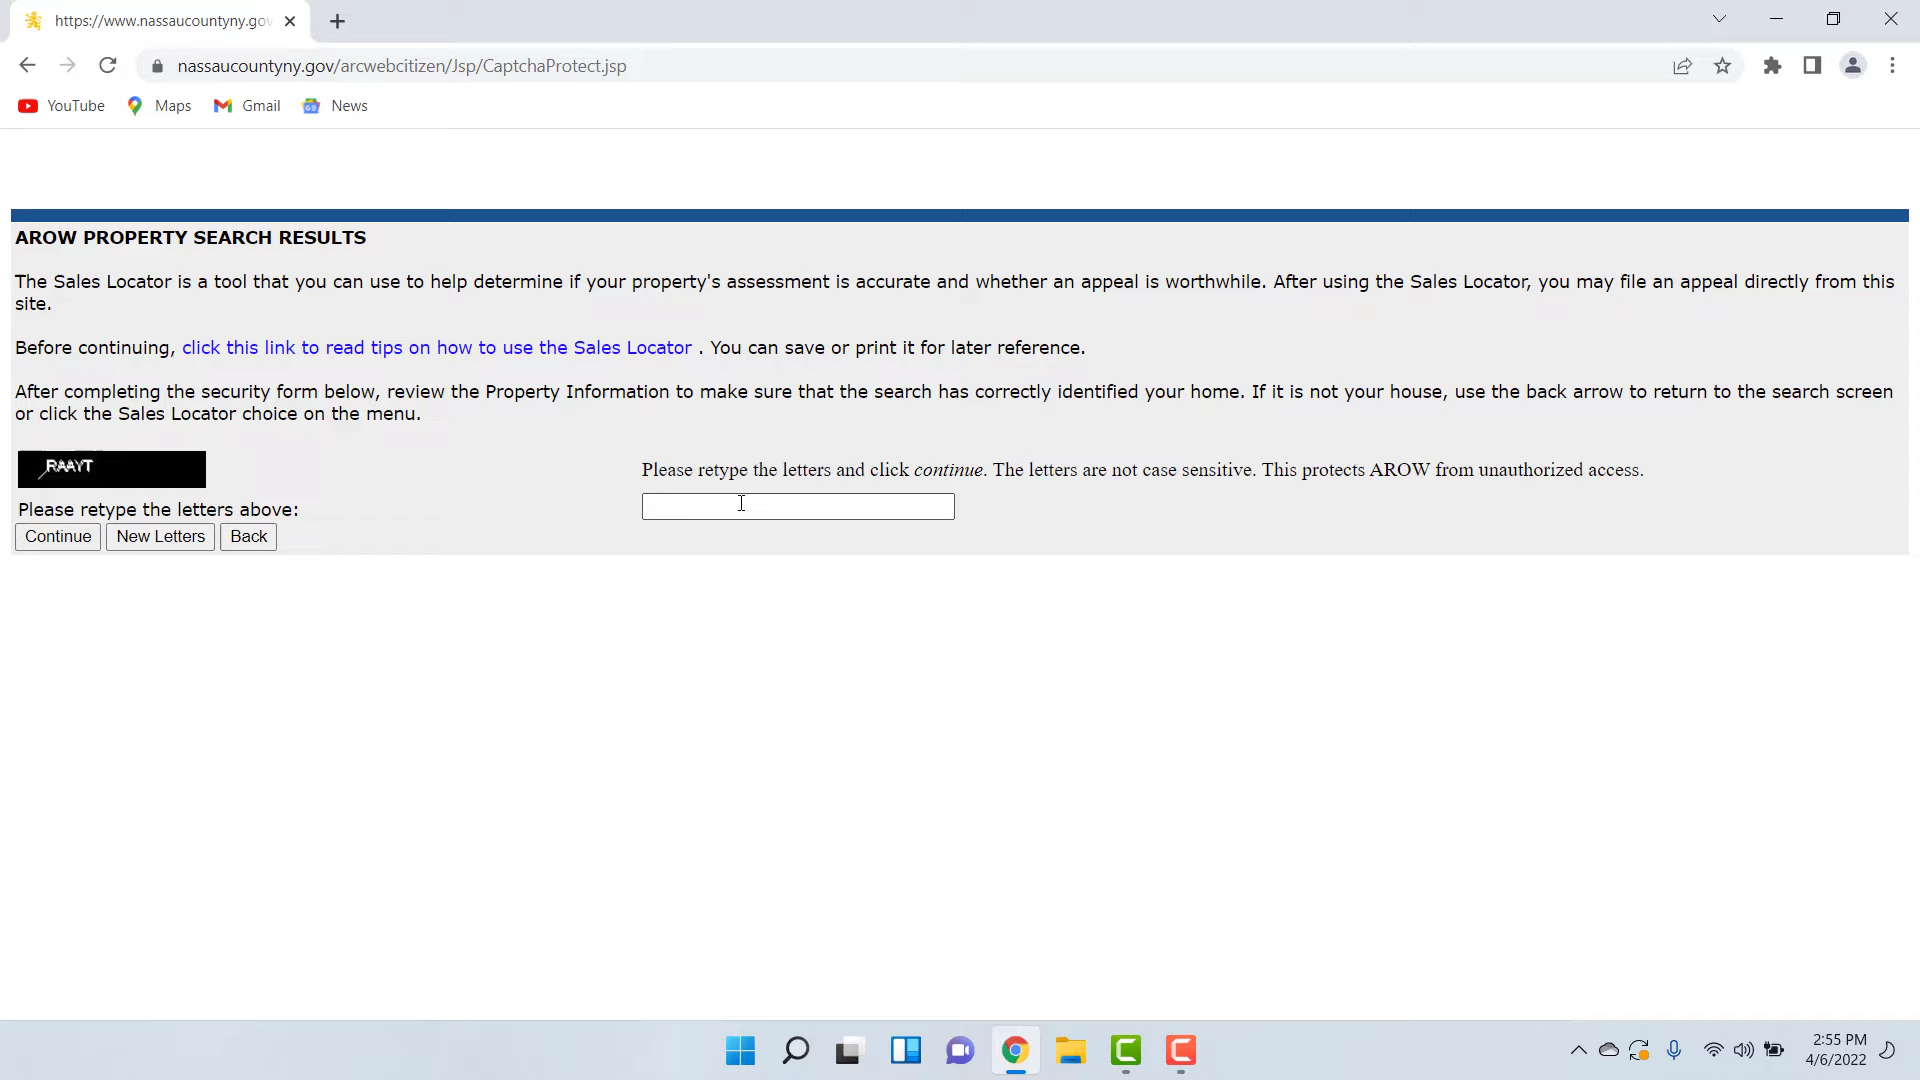 https://www.nassaucountyny.gov
nassaucountyny.gov/arcwebcitizen/Jsp/CaptchaProtect.jsp
YouTube Maps Gmail News
AROW PROPERTY SEARCH RESULTS
The Sales Locator is a tool that you can use to help determine if your property's assessment is accurate and whether an appeal is worthwhile. After using the Sales Locator, you may file an appeal directly from this
site.
Before continuing, click this link to read tips on how to use the Sales Locator . You can save or print it for later reference.
After completing the security form below, review the Property Information to make sure that the search has correctly identified your home. If it is not your house, use the back arrow to return to the search screen
or click the Sales Locator choice on the menu.
RAAYT
Please retype the letters and click continue. The letters are not case sensitive. This protects AROW from unauthorized access.
Please retype the letters above:
Continue New Letters Back
2:55 PM
4/6/2022